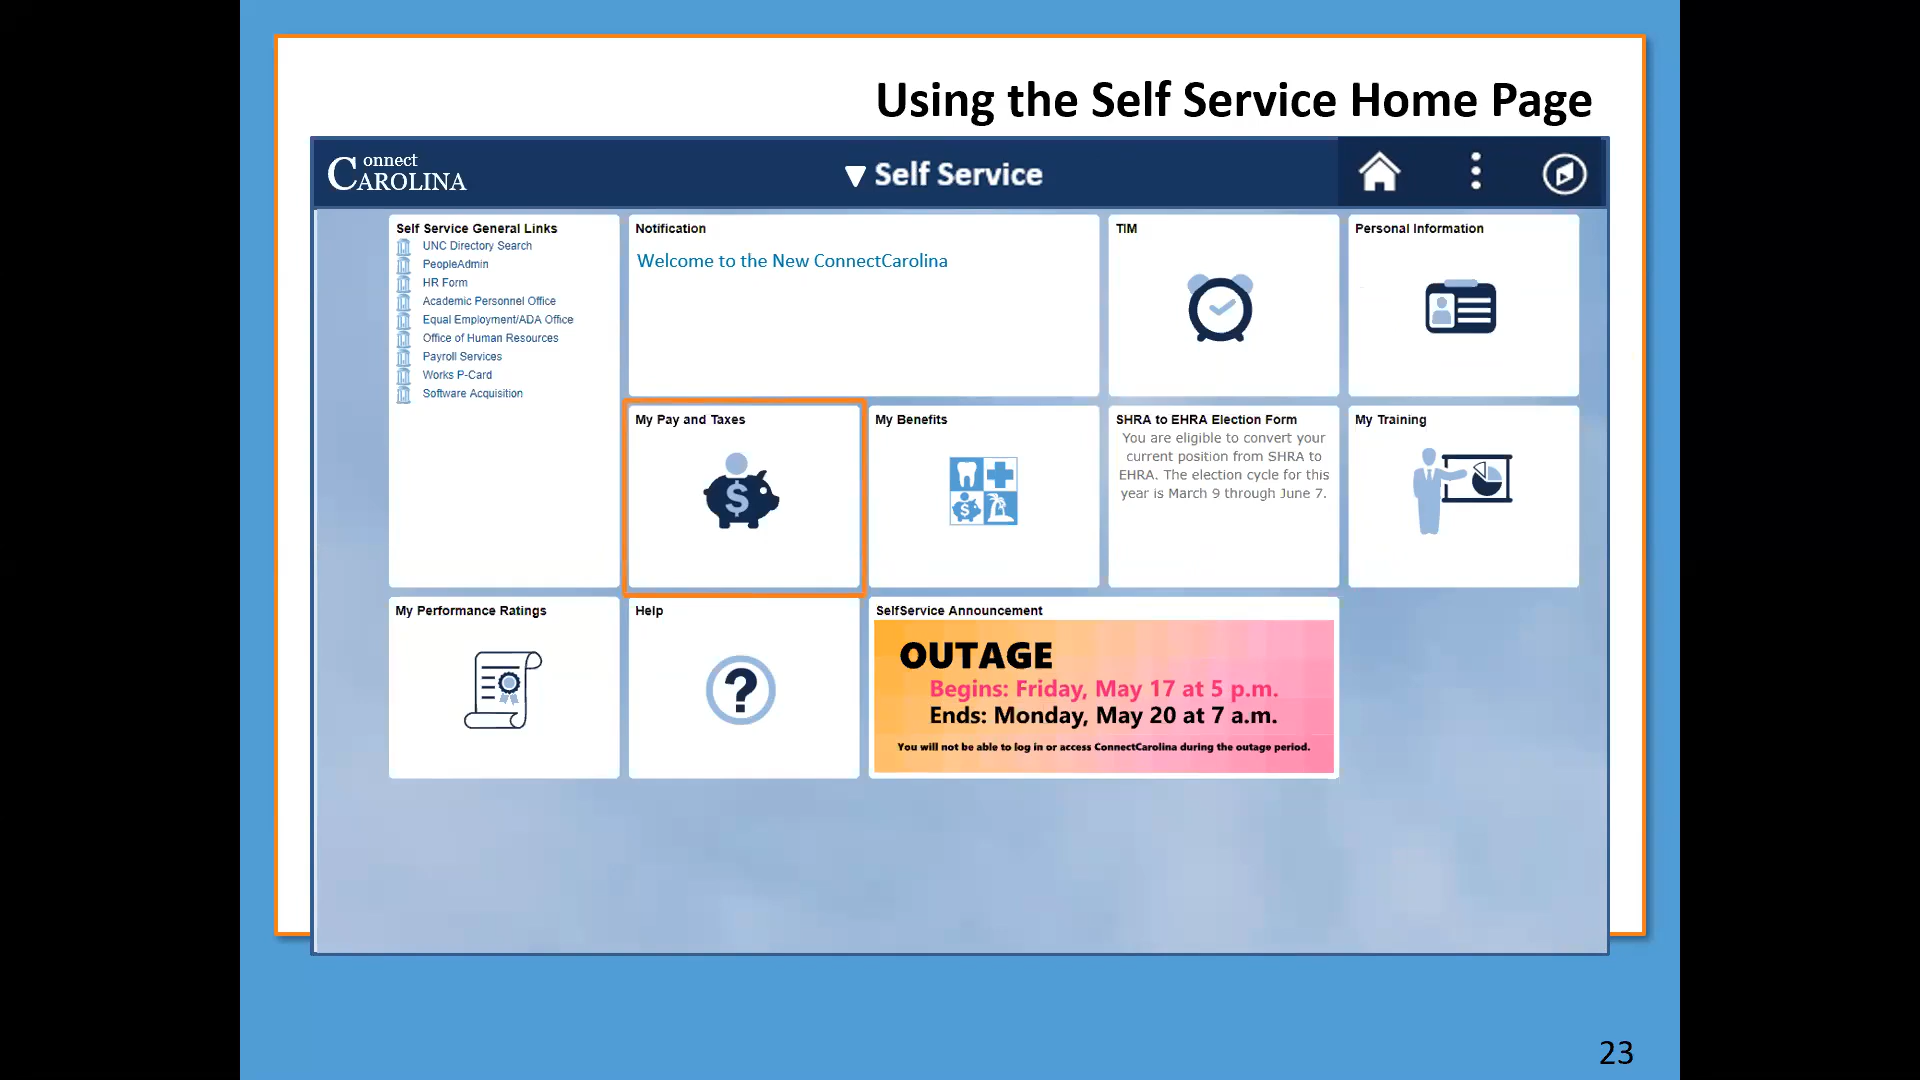 Using the Self Service Home Page
Connect
CAROLINA
▼ Self Service
Self Service General Links
UNC Directory Search
PeopleAdmin
HR Form
Academic Personnel Office
Equal Employment/ADA Office
Office of Human Resources
Payroll Services
Works P-Card
Software Acquisition
Notification
Welcome to the New ConnectCarolina
TIM
Personal Information
My Pay and Taxes
$
My Benefits
$
SHRA to EHRA Election Form
You are eligible to convert your
current position from SHRA to
EHRA. The election cycle for this
year is March 9 through June 7.
My Training
My Performance Ratings
Help
?
SelfService Announcement
OUTAGE
Begins: Friday, May 17 at 5 p.m.
Ends: Monday, May 20 at 7 a.m.
You will not be able to log in or access ConnectCarolina during the outage period.
23